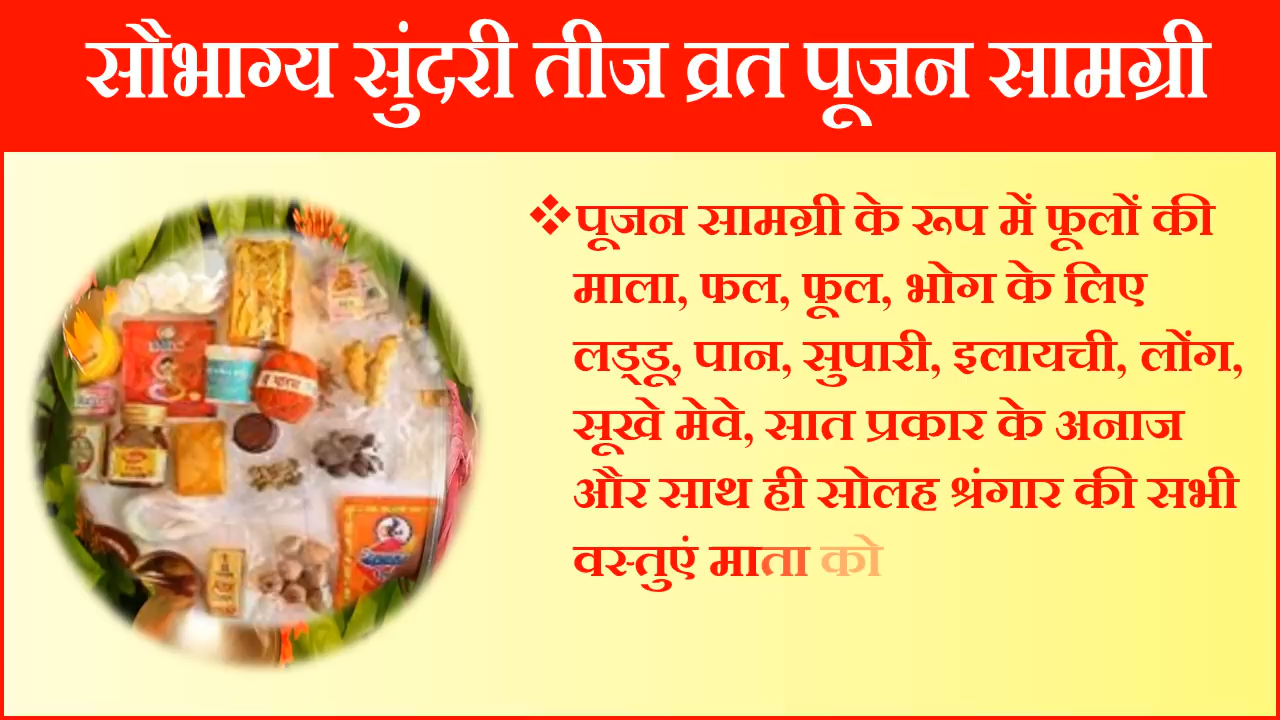 सौभाग्य सुंदरी तीज व्रत पूजन सामग्री
❖पूजन सामग्री के रूप में फूलों की
माला, फल, फूल, भोग के लिए
लड्डू, पान, सुपारी, इलायची, लोंग,
सूखे मेवे, सात प्रकार के अनाज
और साथ ही सोलह श्रंगार की सभी
वस्तुएं माता को